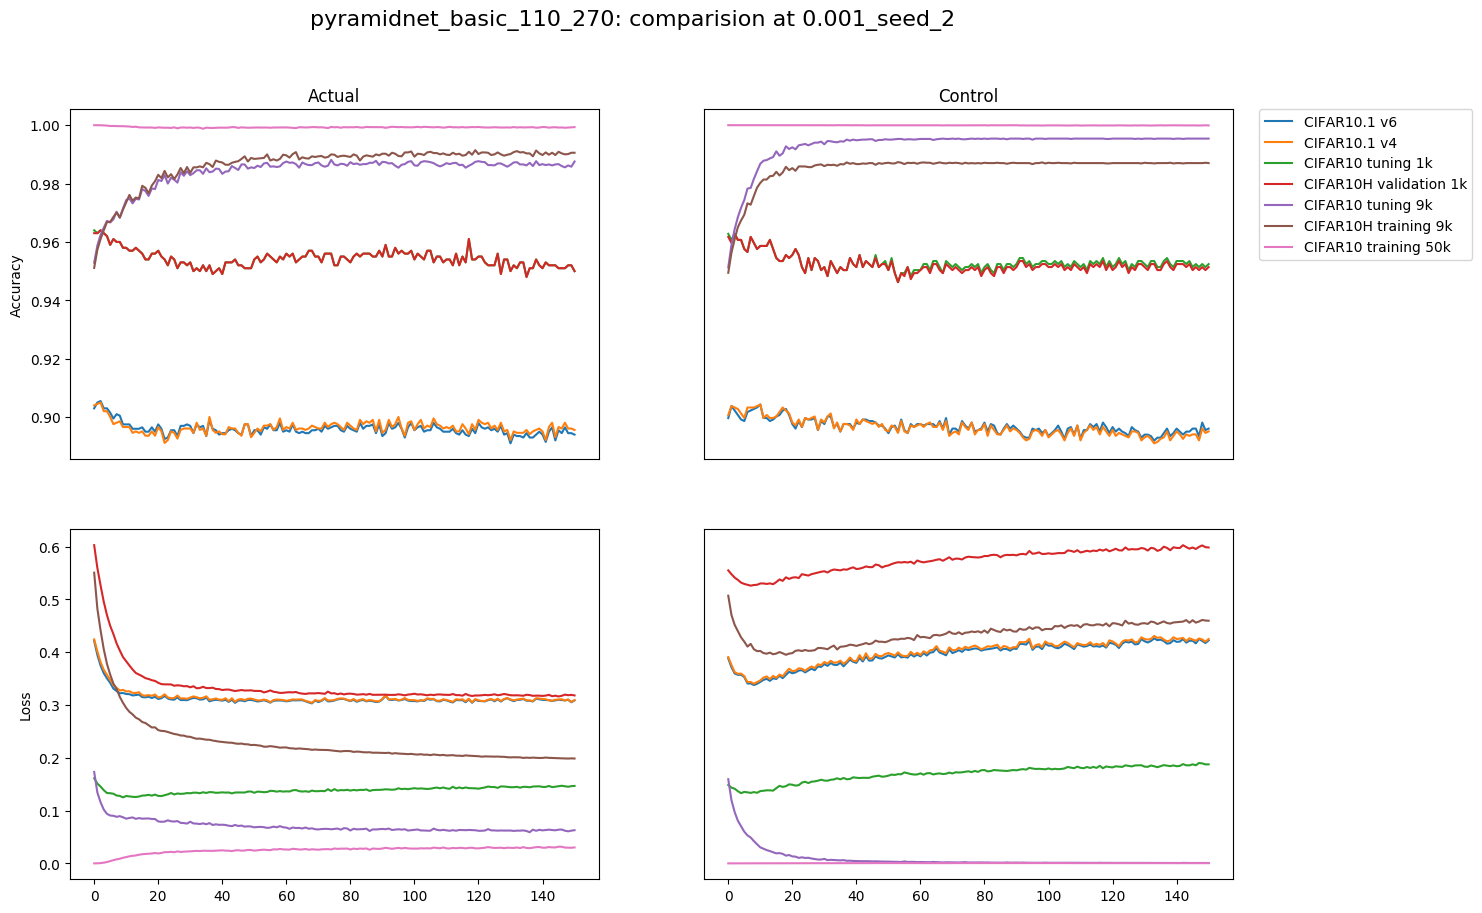 pyramidnet_basic_110_270: comparision at 0.001_seed_2
Actual
Control
CIFAR10.1 v6
CIFAR10.1 v4
CIFAR10 tuning 1k
CIFAR10H validation 1k
CIFAR10 tuning 9k
CIFAR10H training 9k
CIFAR10 training 50k
Accuracy
1.00
0.98
0.96
0.94
0.92
0.90
Loss
0.6
0.5
0.4
0.3
0.2
0.1
0.0
0 20 40 60 80 100 120 140
0 20 40 60 80 100 120 140